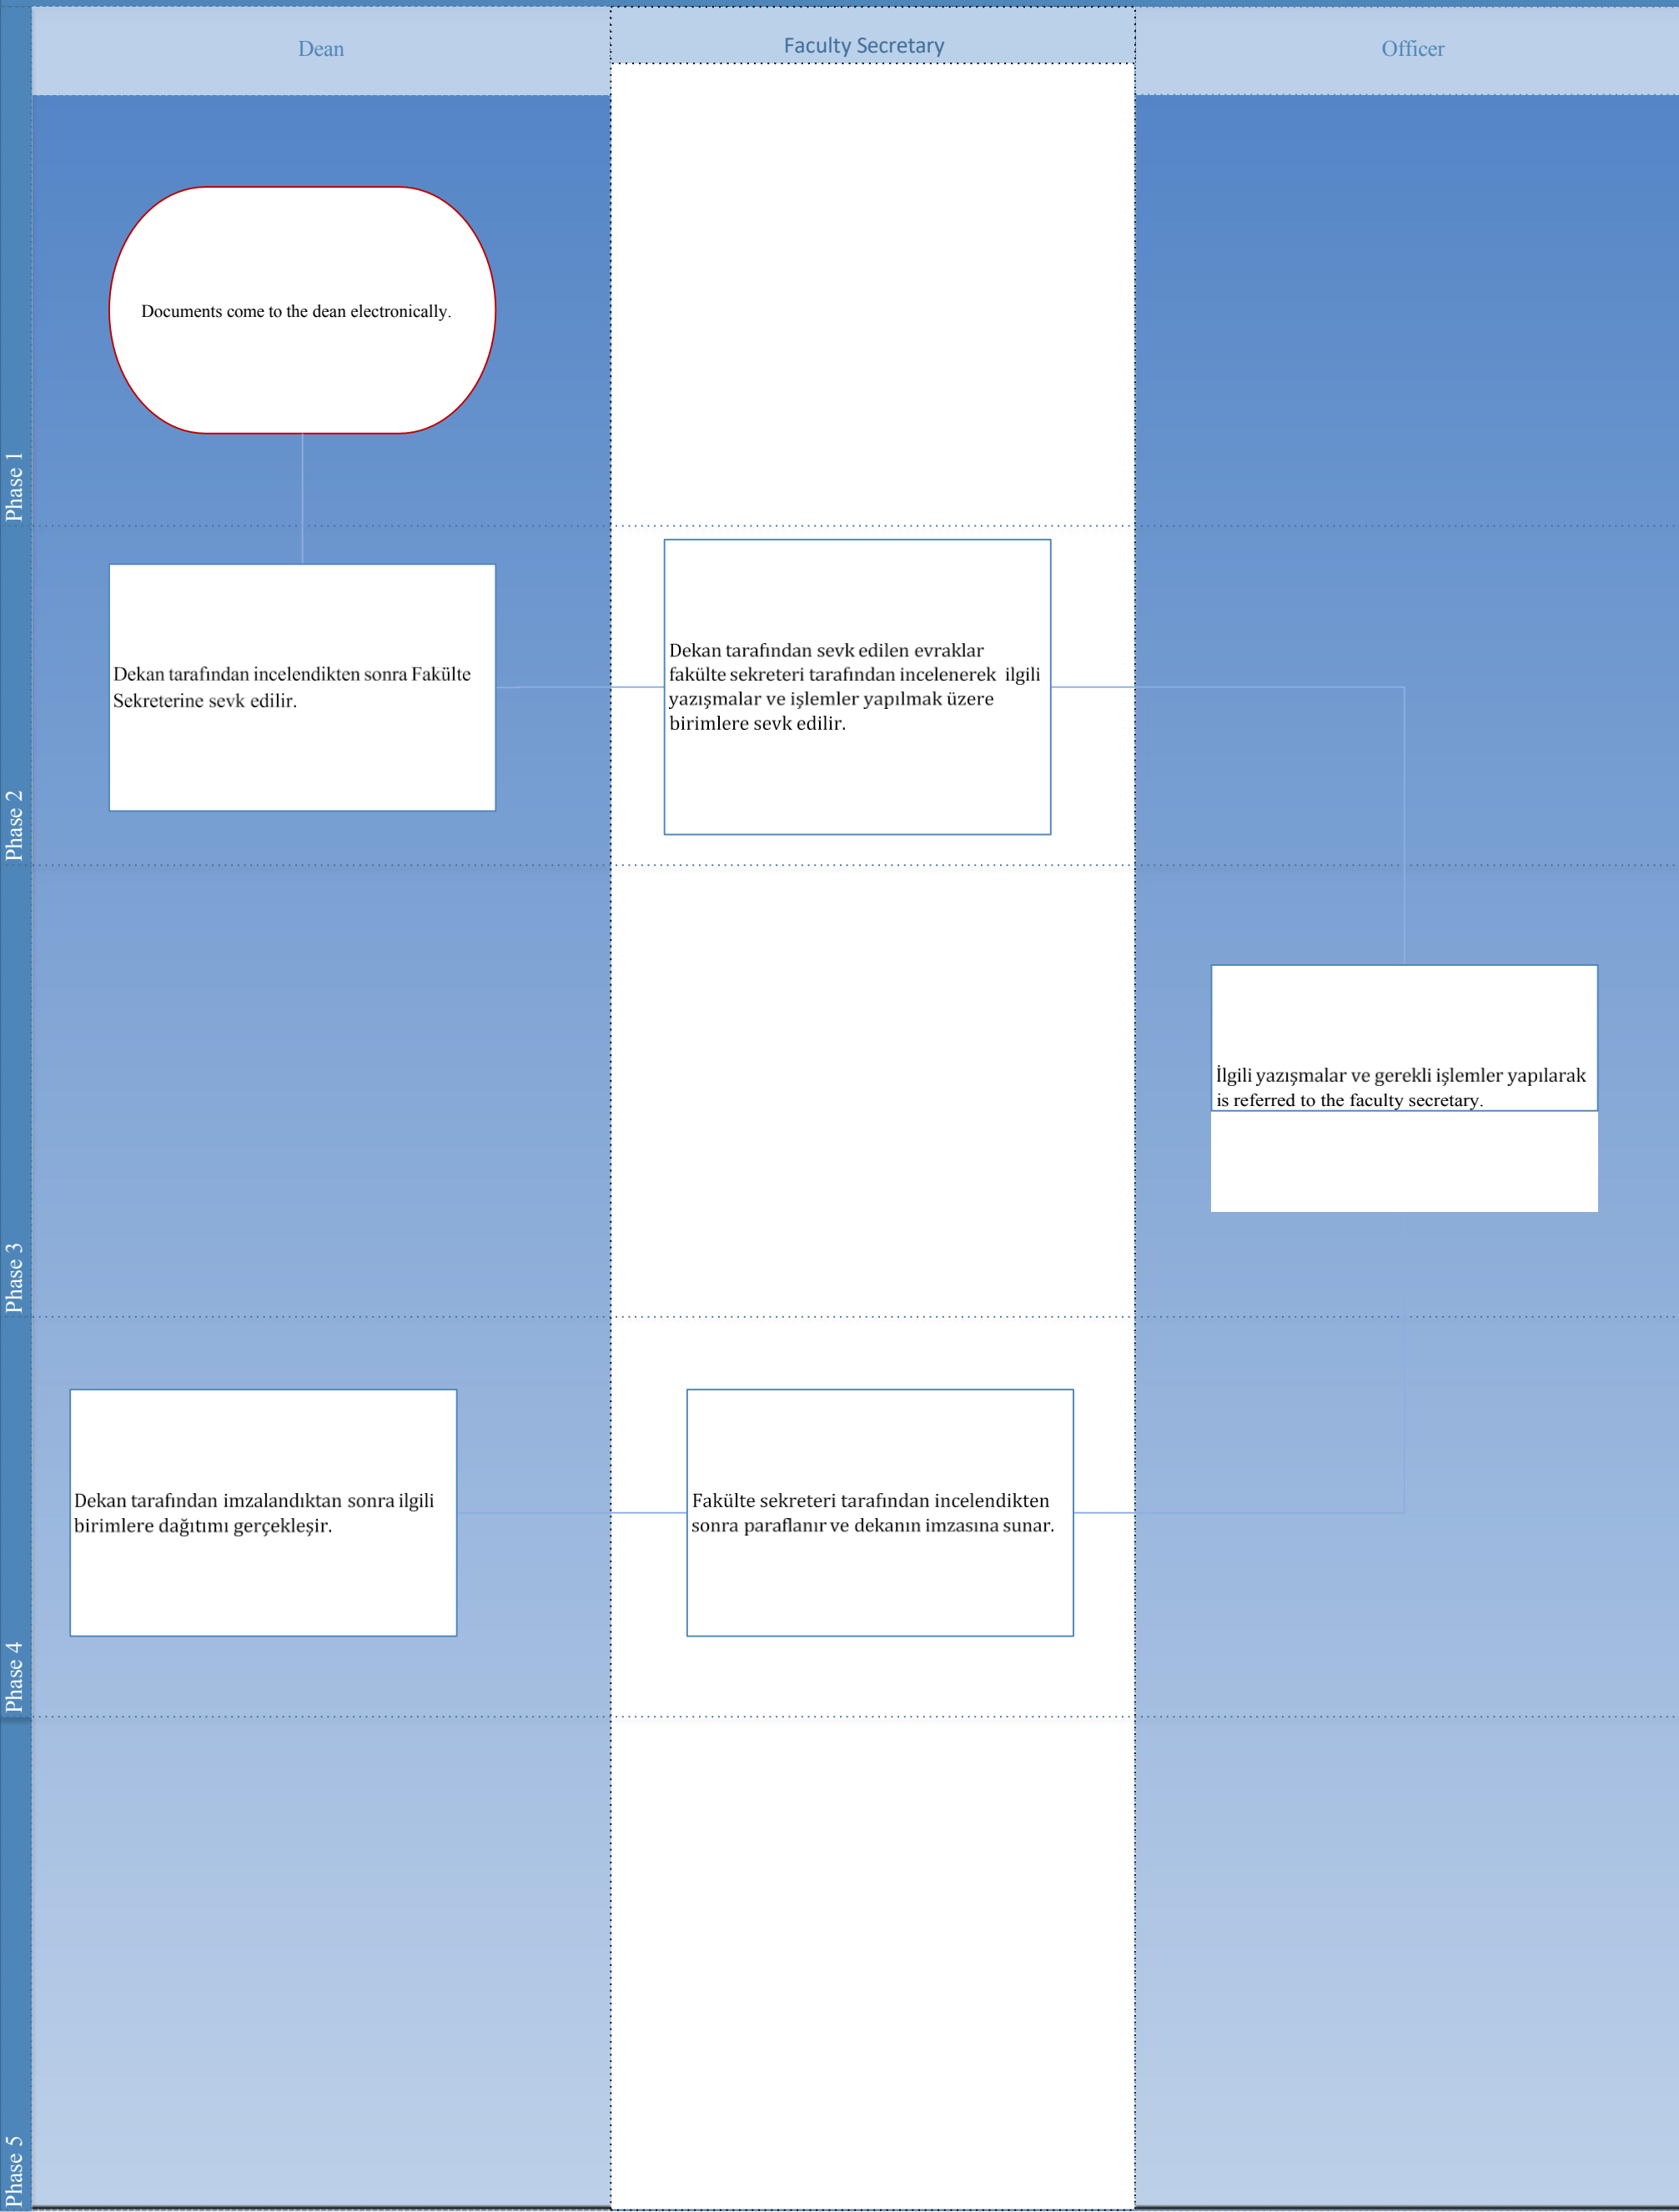 Dean
Faculty Secretary
Officer
Phase 1
Documents come to the dean electronically.
Phase 2
Dekan tarafından incelendikten sonra Fakülte
Sekreterine sevk edilir.
Dekan tarafından sevk edilen evraklar
fakülte sekreteri tarafından incelenerek ilgili
yazışmalar ve işlemler yapılmak üzere
birimlere sevk edilir.
Phase 3
İlgili yazışmalar ve gerekli işlemler yapılarak
is referred to the faculty secretary.
Phase 4
Dekan tarafından imzalandıktan sonra ilgili
birimlere dağıtımı gerçekleşir.
Fakülte sekreteri tarafından incelendikten
sonra paraflanır ve dekanın imzasına sunar.
Phase 5